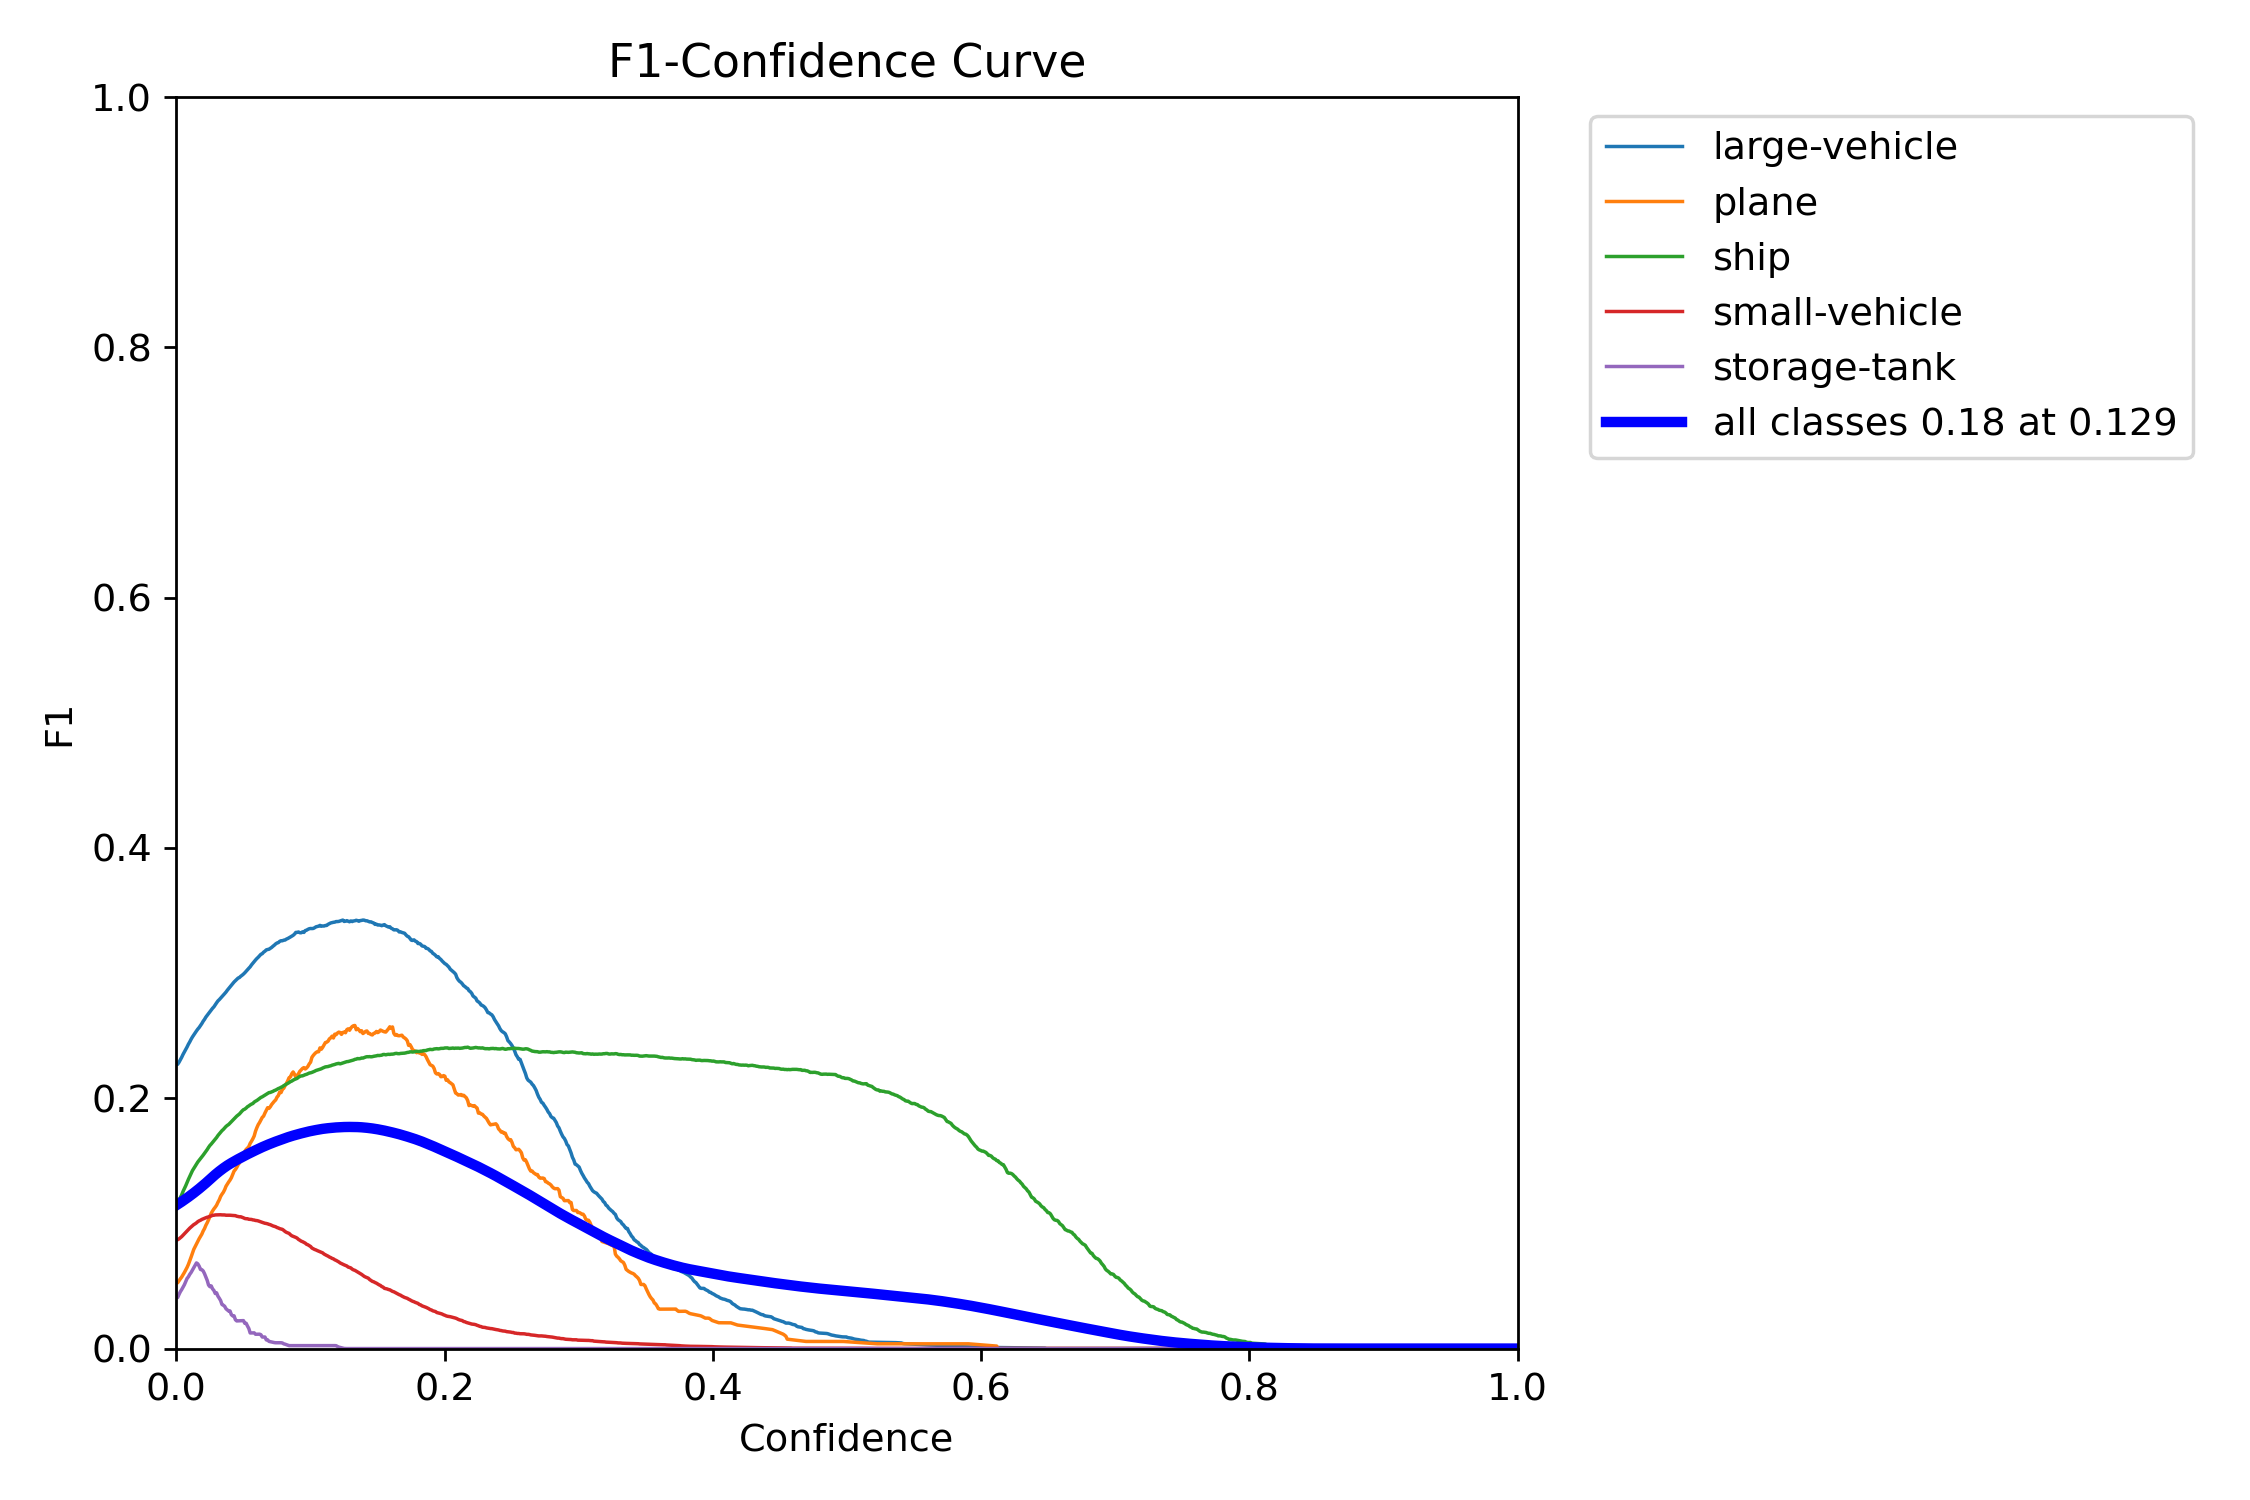 F1-Confidence Curve
1.0
0.8
0.6
0.4
0.2
0.0
F1
0.0 0.2 0.4 0.6 0.8 1.0
Confidence
large-vehicle
plane
ship
small-vehicle
storage-tank
all classes 0.18 at 0.129